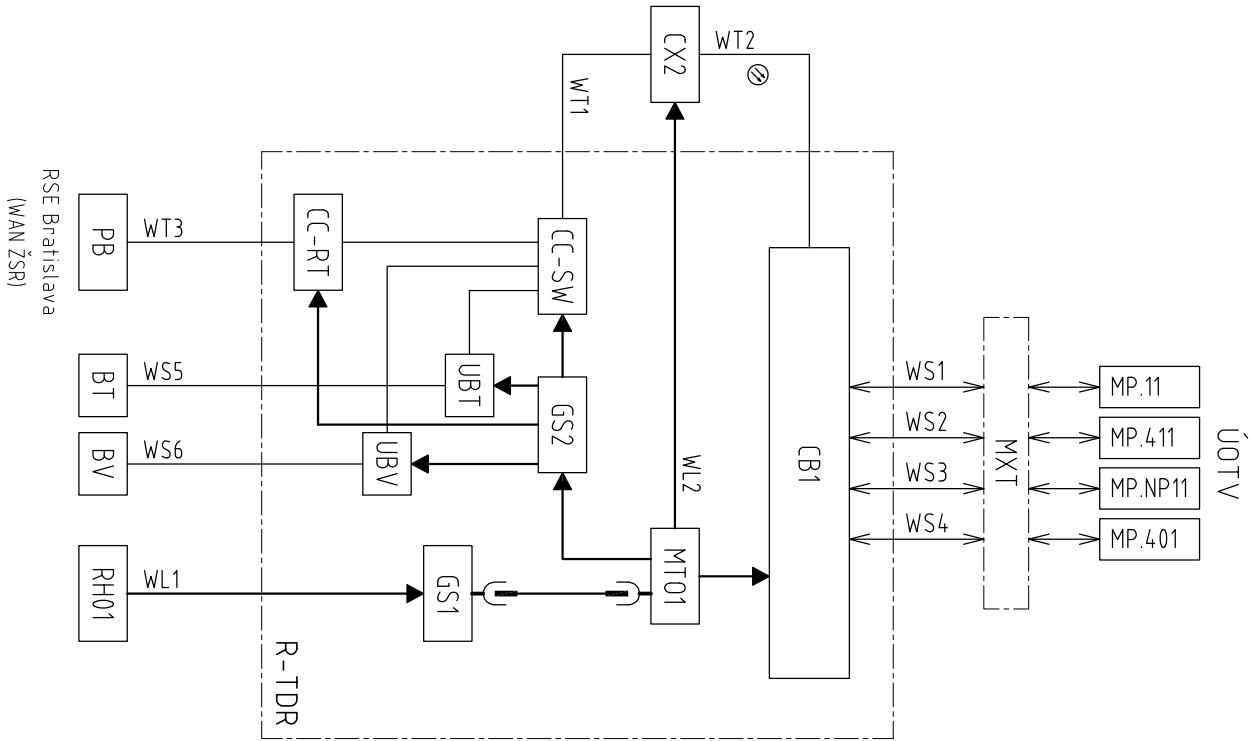 CX2
WT2
WT1
RSE Bratislava
(WAN ŽSR)
PB
WT3
CC-RT
CC-SW
BT
WS5
UBT
GS2
BV
WS6
UBV
WL2
RH01
WL1
GS1
MT01
CB1
R-TDR
WS1
WS2
WS3
WS4
MXT
MP.11
MP.411
MP.NP11
MP.401
ÚOTV